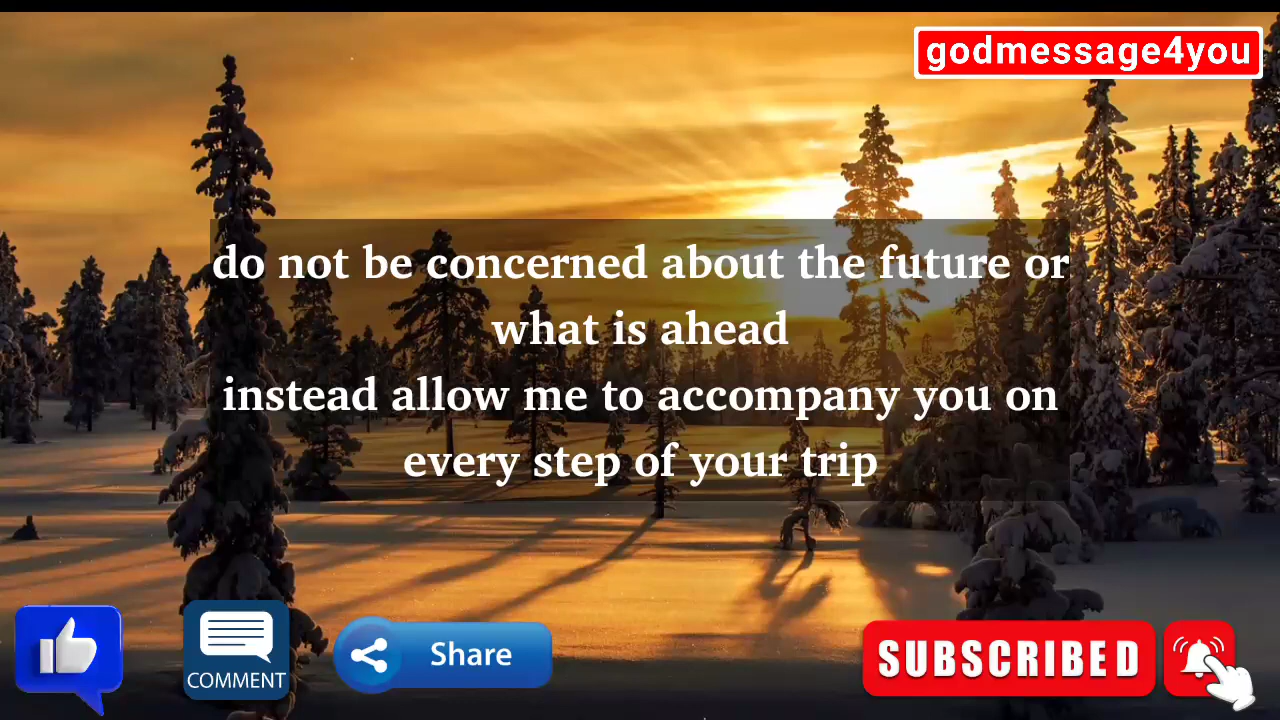 godmessage4you
do not be concerned about the future or
what is ahead
instead allow me to accompany you on
every step of your trip
COMMENT
Share
SUBSCRIBED